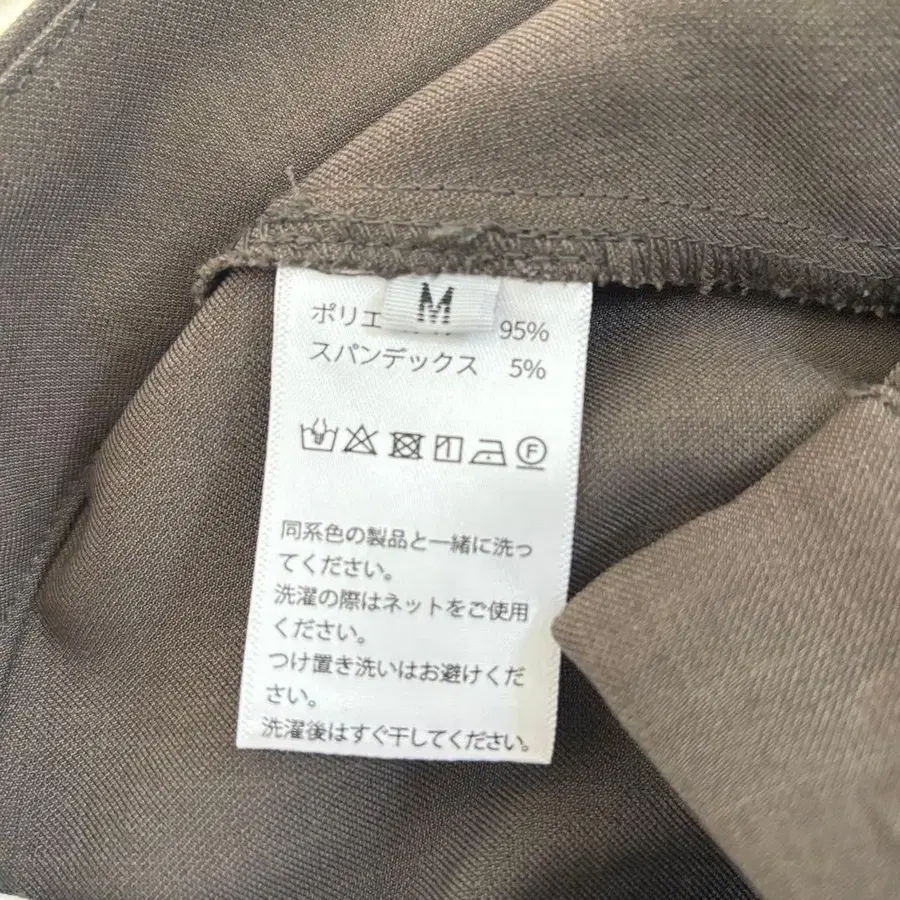 M
ポリエ 95%
スパンデックス 5%
F
同系色の製品と一緒に洗っ
てください。
洗濯の際はネットをご使用
ください。
つけ置き洗いはお避けくだ
さい。
洗濯後はすぐ干してください。